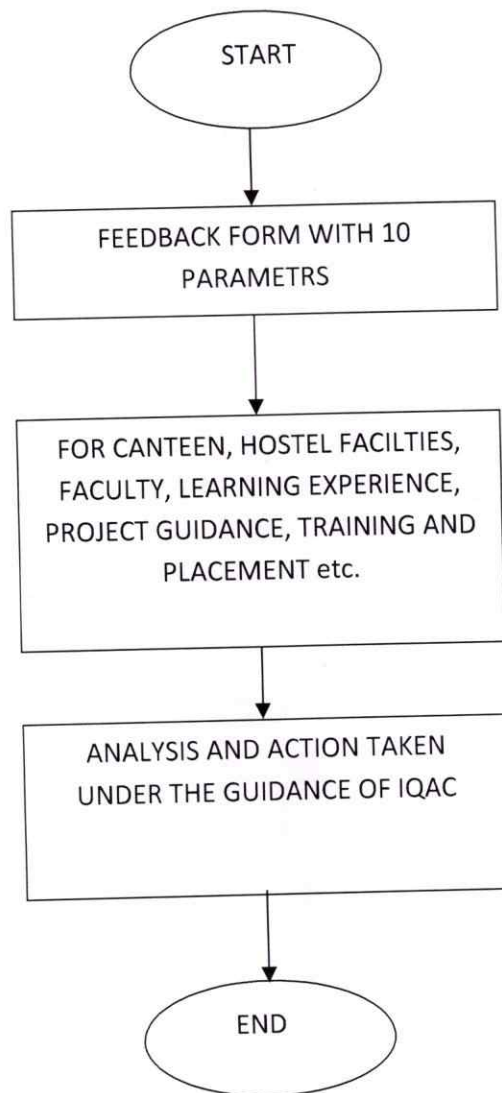 START
FEEDBACK FORM WITH 10
PARAMETRS
FOR CANTEEN, HOSTEL FACILTIES,
FACULTY, LEARNING EXPERIENCE,
PROJECT GUIDANCE, TRAINING AND
PLACEMENT etc.
ANALYSIS AND ACTION TAKEN
UNDER THE GUIDANCE OF IQAC
END